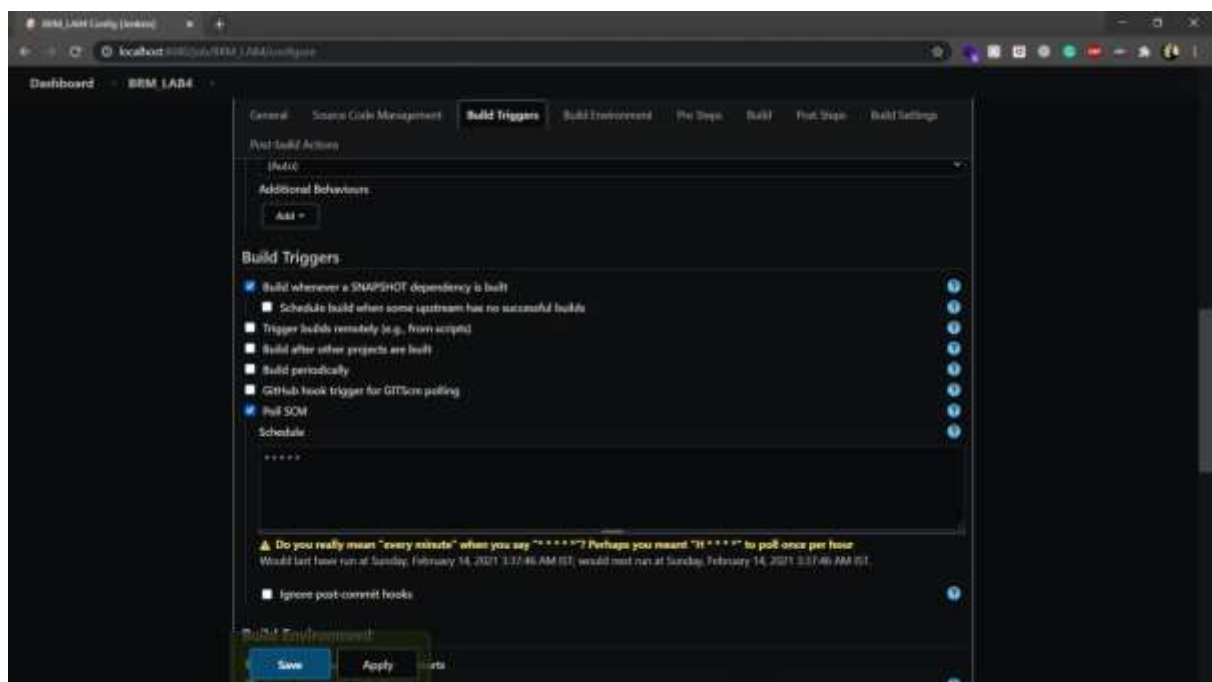 BRM_LAB4 Config [Jenkins]
localhost:8080/job/BRM_LAB4/configure
Dashboard BRM_LAB4
General Source Code Management Build Triggers Build Environment Pre Steps Build Post Steps Build Settings
Post-build Actions
(Auto)
Additional Behaviours
Add
Build Triggers
Build whenever a SNAPSHOT dependency is built
Schedule build when some upstream has no successful builds
Trigger builds remotely (e.g., from scripts)
Build after other projects are built
Build periodically
GitHub hook trigger for GITScm polling
Poll SCM
Schedule
* * * * *
Do you really mean "every minute" when you say "* * * * *"? Perhaps you meant "H * * * *" to poll once per hour
Would last have run at Sunday, February 14, 2021 3:37:46 AM IST; would next run at Sunday, February 14, 2021 3:37:46 AM IST.
Ignore post-commit hooks
Build Environment
Save Apply